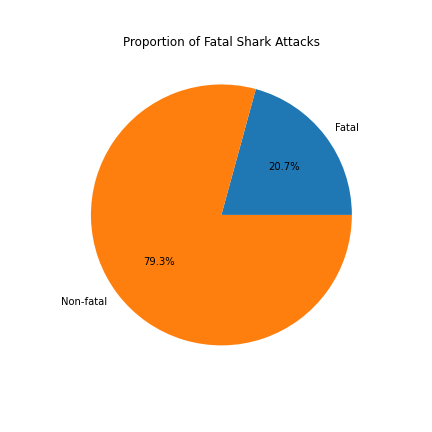 Proportion of Fatal Shark Attacks
Fatal
20.7%
79.3%
Non-fatal